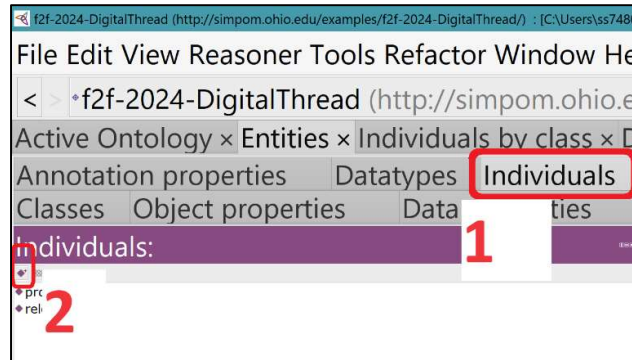 f2f-2024-DigitalThread (http://simpom.ohio.edu/examples/f2f-2024-DigitalThread/) : [C:\Users\ss748
File Edit View Reasoner Tools Refactor Window He
< > f2f-2024-DigitalThread (http://simpom.ohio.e
Active Ontology × Entities × Individuals by class × D
Annotation properties Datatypes Individuals
Classes Object properties Data ties
1
Individuals:
2
pro
rel